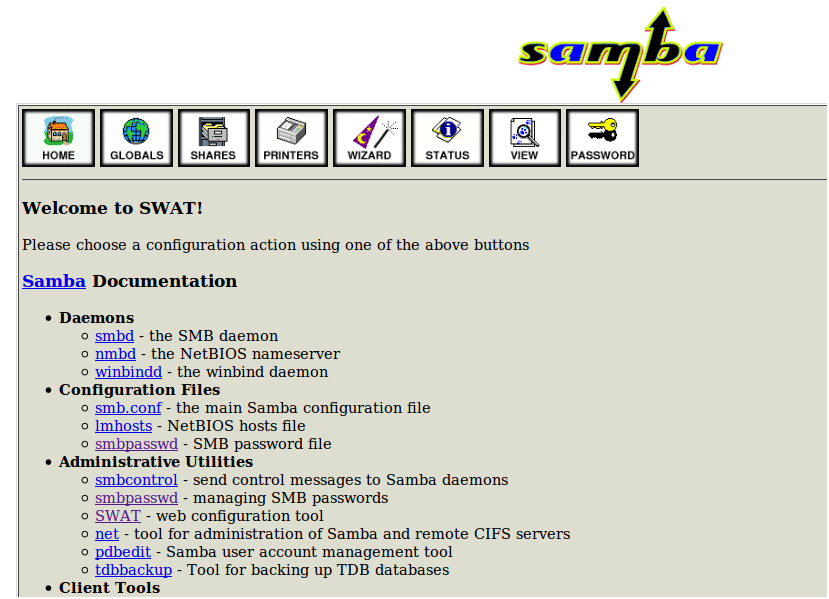 samba
HOME GLOBALS SHARES PRINTERS WIZARD STATUS VIEW PASSWORD
Welcome to SWAT!
Please choose a configuration action using one of the above buttons
Samba Documentation
Daemons
smbd - the SMB daemon
nmbd - the NetBIOS nameserver
winbindd - the winbind daemon
Configuration Files
smb.conf - the main Samba configuration file
lmhosts - NetBIOS hosts file
smbpasswd - SMB password file
Administrative Utilities
smbcontrol - send control messages to Samba daemons
smbpasswd - managing SMB passwords
SWAT - web configuration tool
net - tool for administration of Samba and remote CIFS servers
pdbedit - Samba user account management tool
tdbbackup - Tool for backing up TDB databases
Client Tools